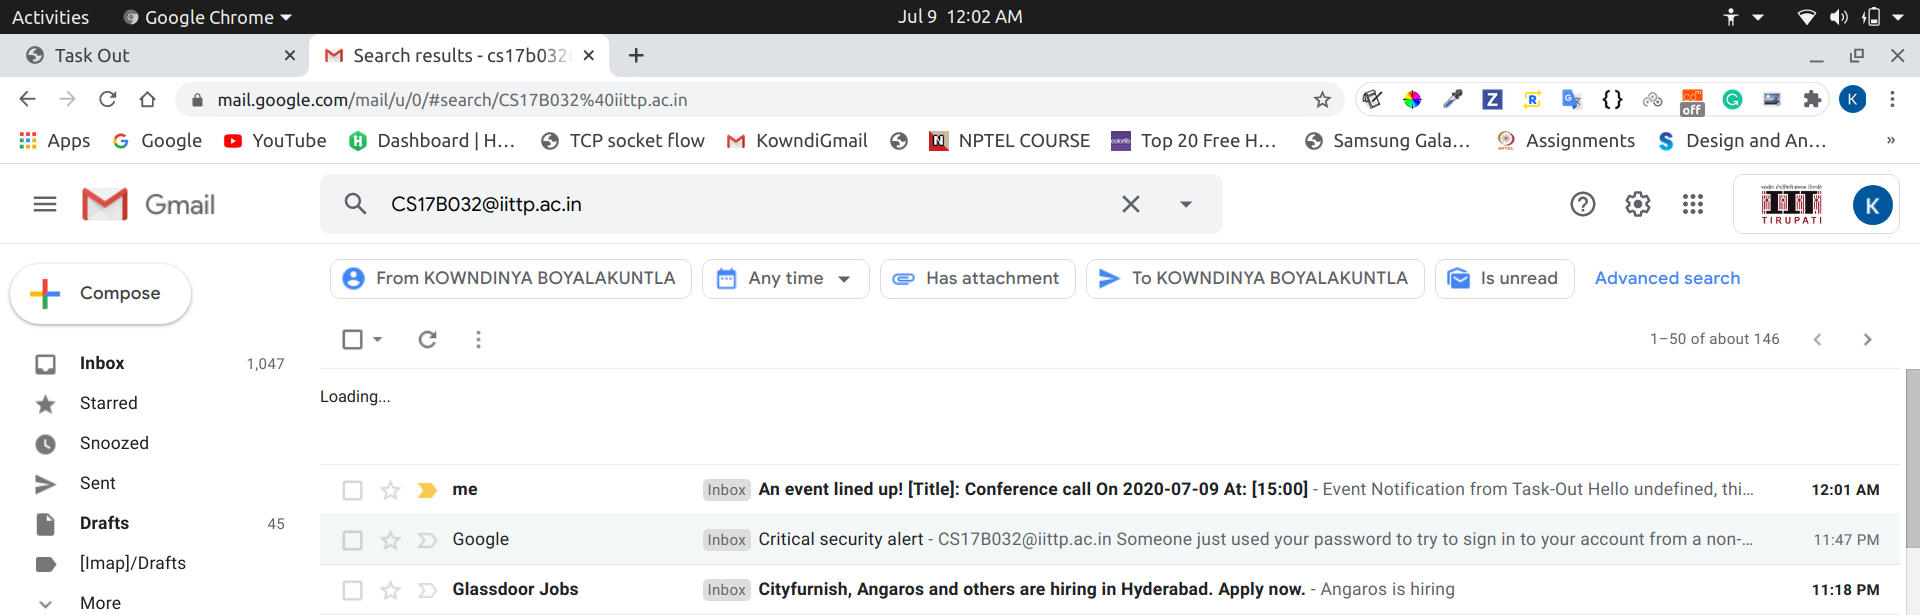 Activities Google Chrome Jul 9 12:02 AM
Task Out Search results - cs17b032
mail.google.com/mail/u/0/#search/CS17B032%40iittp.ac.in off K
Apps Google YouTube Dashboard | H... TCP socket flow KowndiGmail NPTEL COURSE Top 20 Free H... Samsung Gala... Assignments Design and An... »
Gmail CS17B032@iittp.ac.in TIRUPATI K
From KOWNDINYA BOYALAKUNTLA Any time Has attachment To KOWNDINYA BOYALAKUNTLA Is unread Advanced search
Compose
1–50 of about 146
Inbox 1,047
Loading...
Starred
Snoozed
Sent
me Inbox An event lined up! [Title]: Conference call On 2020-07-09 At: [15:00] - Event Notification from Task-Out Hello undefined, thi... 12:01 AM
Drafts 45
Google Inbox Critical security alert - CS17B032@iittp.ac.in Someone just used your password to try to sign in to your account from a non-... 11:47 PM
[Imap]/Drafts
Glassdoor Jobs Inbox Cityfurnish, Angaros and others are hiring in Hyderabad. Apply now. - Angaros is hiring 11:18 PM
More